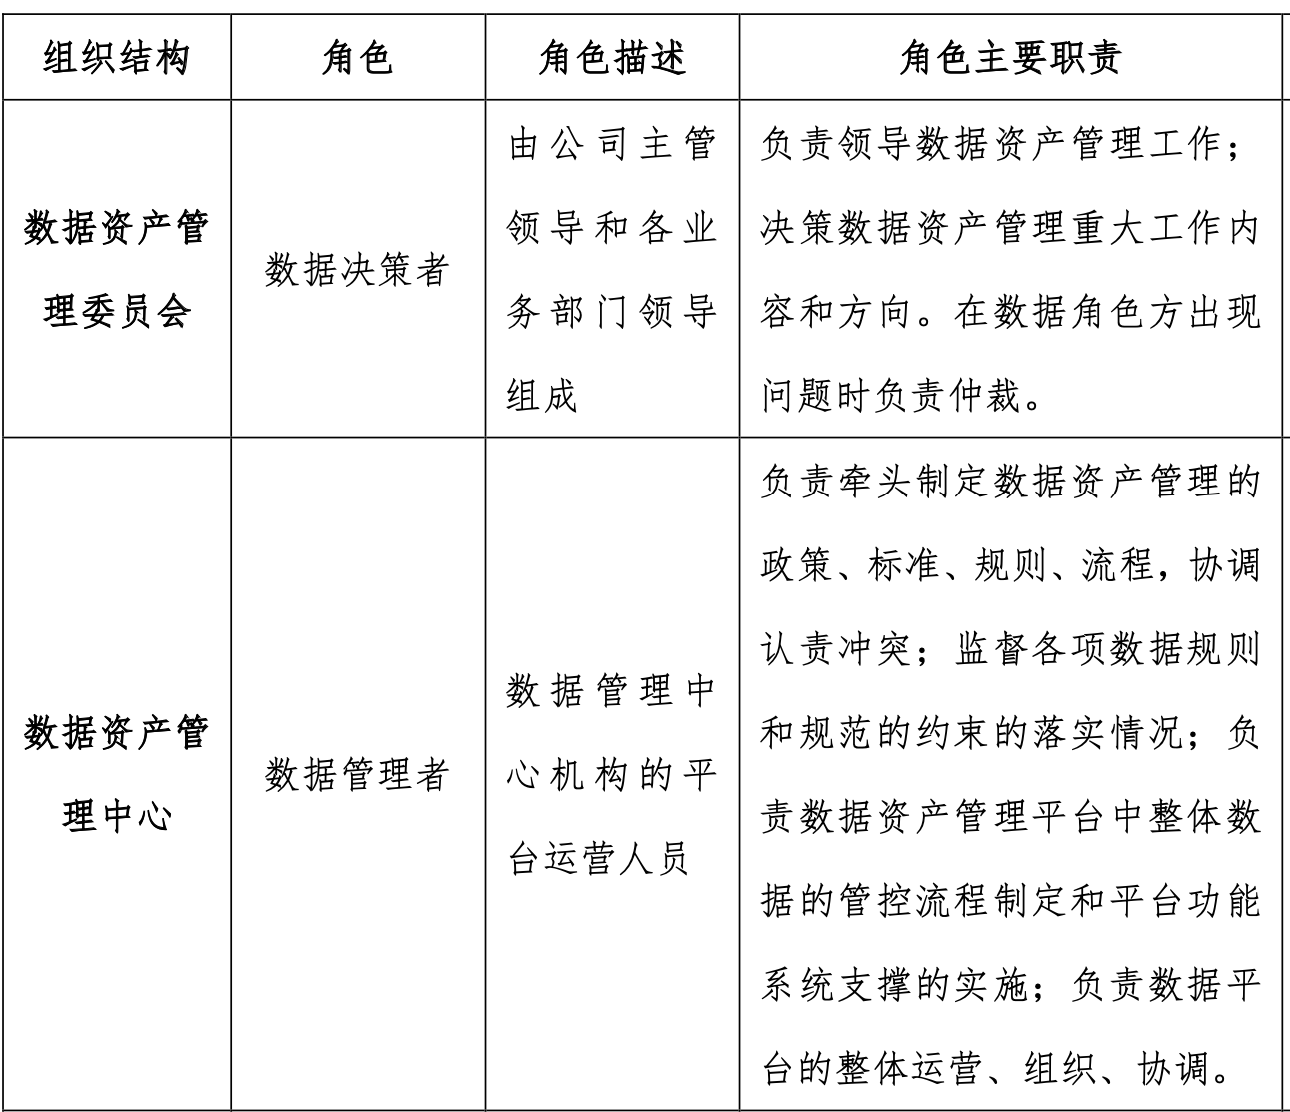 组织结构 角色 角色描述 角色主要职责
数据资产管
理委员会
数据决策者
由公司主管
领导和各业
务部门领导
组成
负责领导数据资产管理工作；
决策数据资产管理重大工作内
容和方向。在数据角色方出现
问题时负责仲裁。
数据资产管
理中心
数据管理者
数据管理中
心机构的平
台运营人员
负责牵头制定数据资产管理的
政策、标准、规则、流程，协调
认责冲突；监督各项数据规则
和规范的约束的落实情况；负
责数据资产管理平台中整体数
据的管控流程制定和平台功能
系统支撑的实施；负责数据平
台的整体运营、组织、协调。